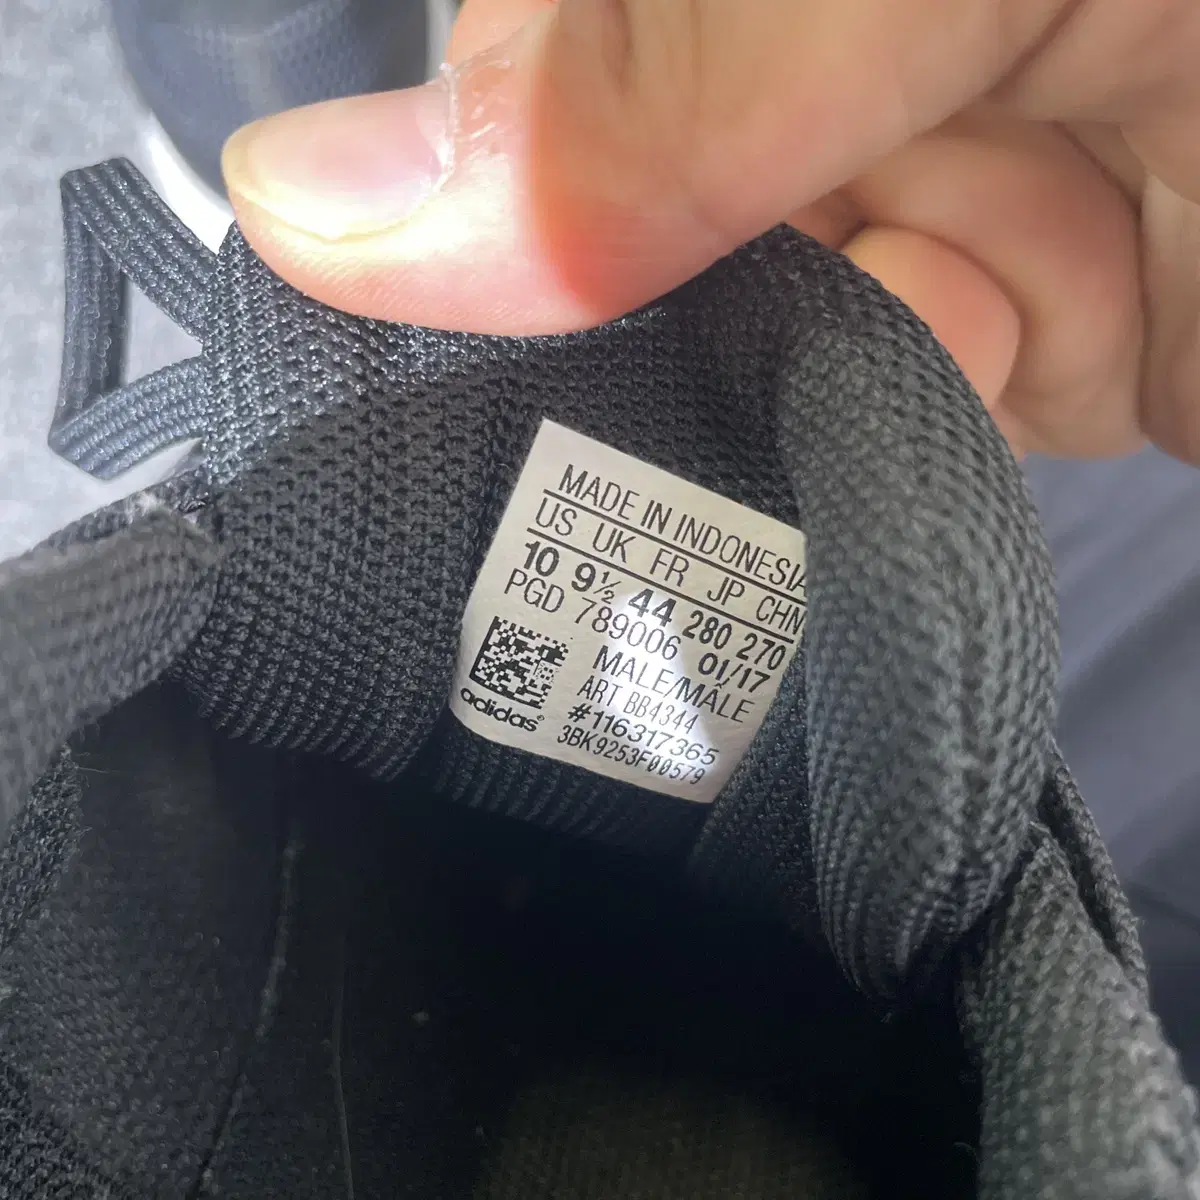 MADE IN INDONESIA
US UK FR JP CHN
10 9½ 44 280 270
PGD 789006 01/17
MALE/MÂLE
ART BB4344
#116317365
3BK9253F00579
adidas®